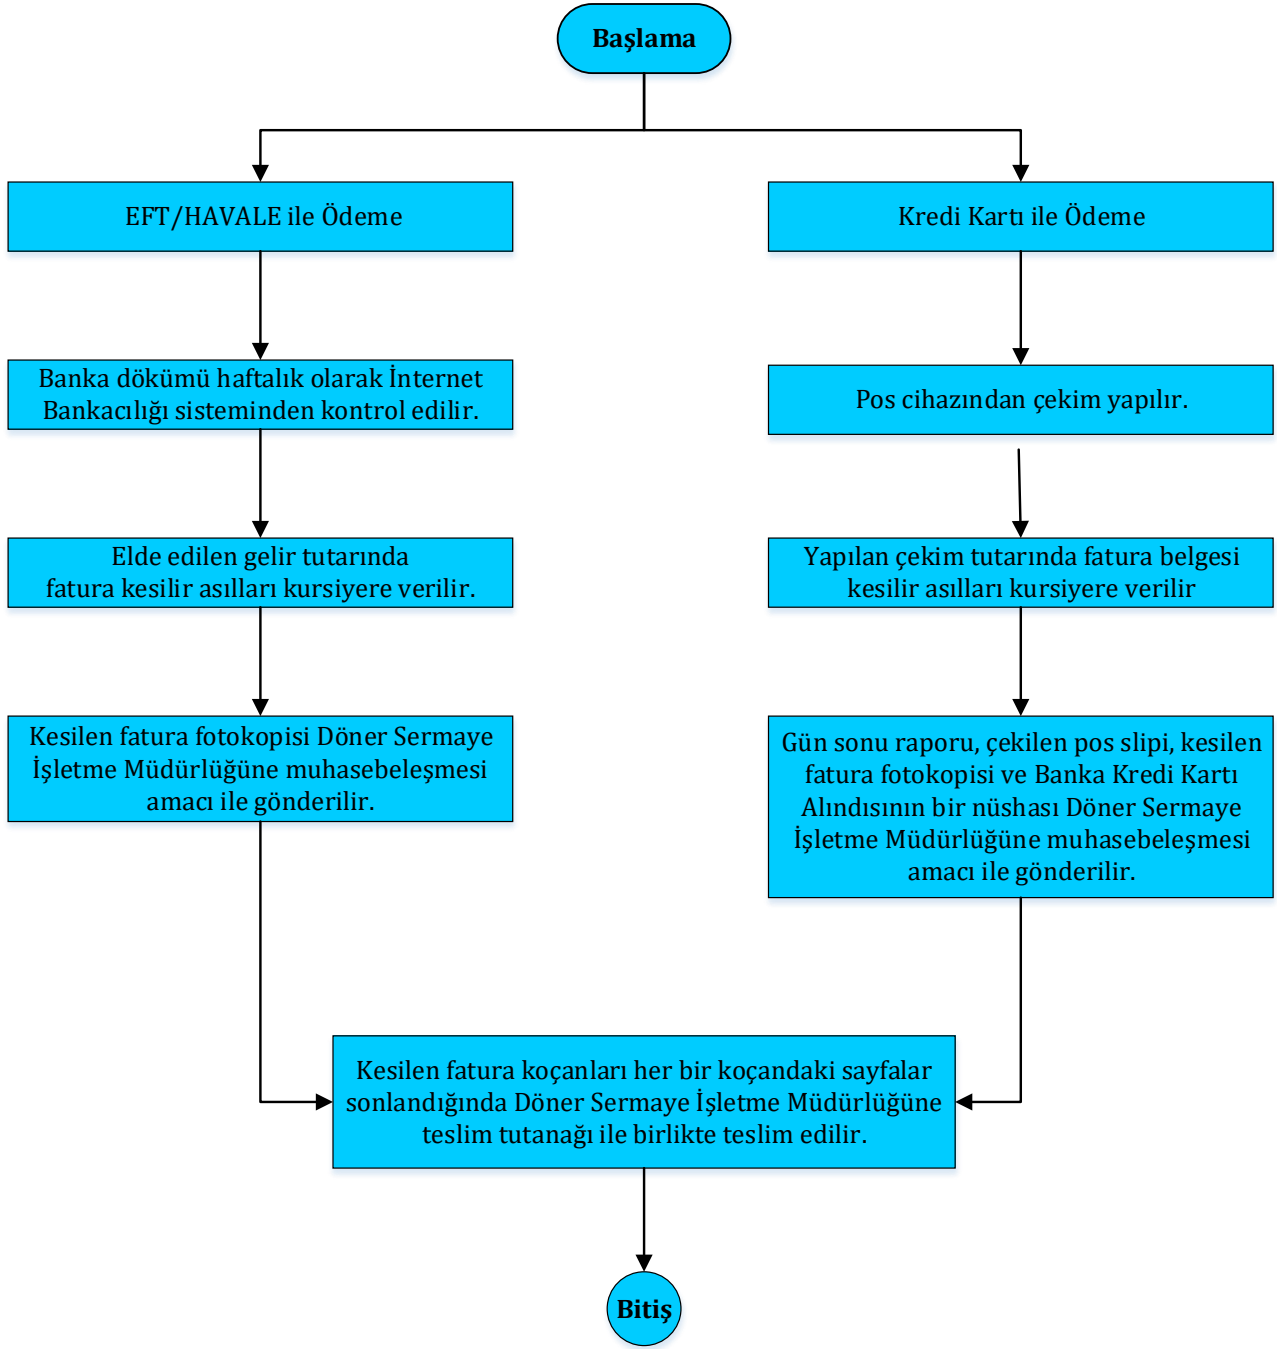 Başlama
EFT/HAVALE ile Ödeme
Kredi Kartı ile Ödeme
Banka dökümü haftalık olarak İnternet
Bankacılığı sisteminden kontrol edilir.
Pos cihazından çekim yapılır.
Elde edilen gelir tutarında
fatura kesilir asılları kursiyere verilir.
Yapılan çekim tutarında fatura belgesi
kesilir asılları kursiyere verilir
Kesilen fatura fotokopisi Döner Sermaye
İşletme Müdürlüğüne muhasebeleşmesi
amacı ile gönderilir.
Gün sonu raporu, çekilen pos slipi, kesilen
fatura fotokopisi ve Banka Kredi Kartı
Alındısının bir nüshası Döner Sermaye
İşletme Müdürlüğüne muhasebeleşmesi
amacı ile gönderilir.
Kesilen fatura koçanları her bir koçandaki sayfalar
sonlandığında Döner Sermaye İşletme Müdürlüğüne
teslim tutanağı ile birlikte teslim edilir.
Bitiş